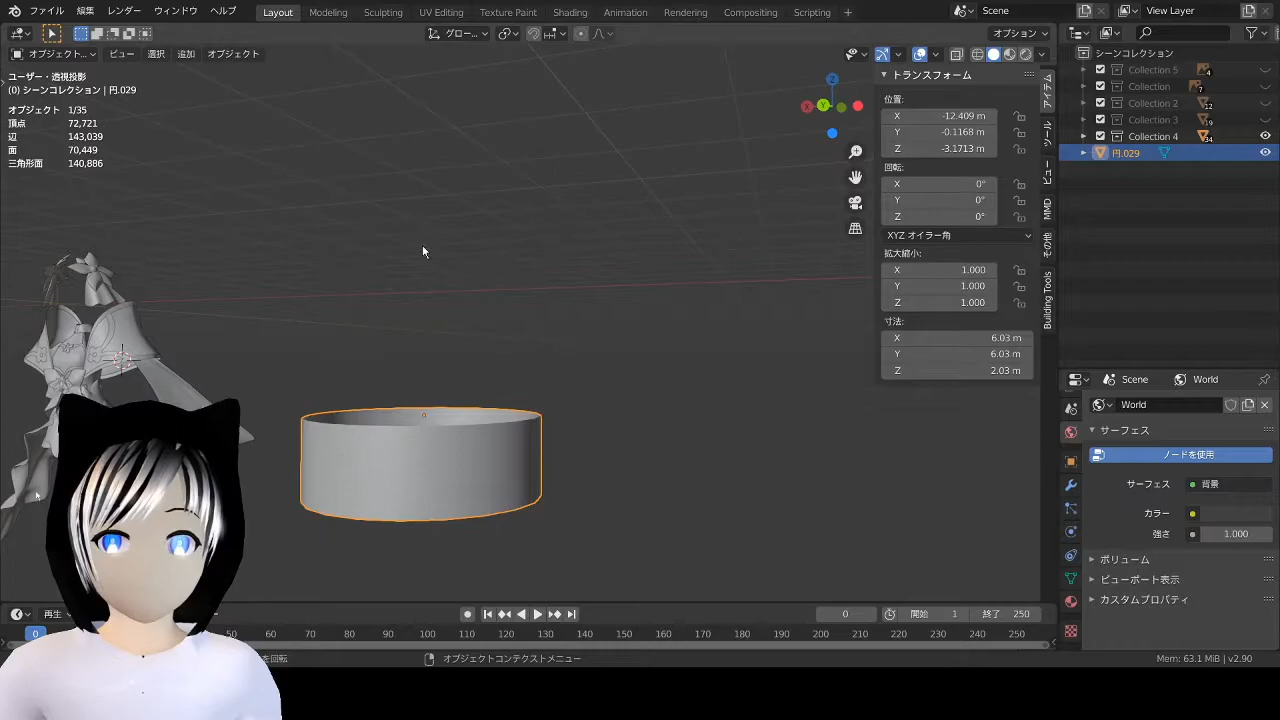 ファイル 編集 レンダー ウィンドウ ヘルプ Layout Modeling Sculpting UV Editing Texture Paint Shading Animation Rendering Compositing Scripting + Scene View Layer
グロー... オプション
オブジェクト... ビュー 選択 追加 オブジェクト
ユーザー・透視投影
(0) シーンコレクション | 円.029
オブジェクト 1/35
頂点 72,721
辺 143,039
面 70,449
三角形面 140,886
トランスフォーム
位置:
X -12.409 m
Y -0.1168 m
Z -3.1713 m
回転:
X 0°
Y 0°
Z 0°
XYZ オイラー角
拡大縮小:
X 1.000
Y 1.000
Z 1.000
寸法:
X 6.03 m
Y 6.03 m
Z 2.03 m
アイテム
ツール
ビュー
MMD
その他
Building Tools
X
Y
Z
シーンコレクション
Collection 5 4
Collection 7
Collection 2 12
Collection 3 19
Collection 4 34
円.029
Scene World
World
サーフェス
ノードを使用
サーフェス 背景
カラー
強さ 1.000
ボリューム
ビューポート表示
カスタムプロパティ
再生 0 開始 1 終了 250
0 50 60 70 80 90 100 110 120 130 140 150 160 170 180 190 200 210 220 230 240 250
を回転 オブジェクトコンテクストメニュー Mem: 63.1 MiB | v2.90